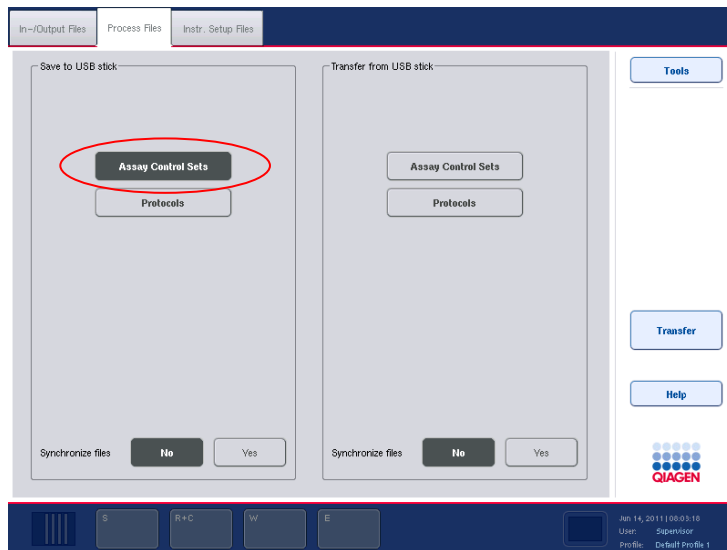 In-/Output Files
Process Files
Instr. Setup Files
Save to USB stick
Transfer from USB stick
Tools
Assay Control Sets
Assay Control Sets
Protocols
Protocols
Transfer
Help
Synchronize files
No
Yes
Synchronize files
No
Yes
QIAGEN
S
R+C
W
E
Jun 14, 2011 | 08:03:18
User: Supervisor
Profile: Default Profile 1